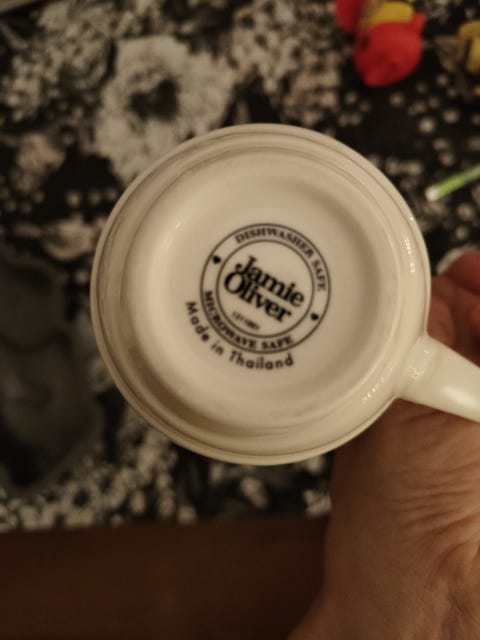 DISHWASHER SAFE
Jamie
Oliver
MICROWAVE SAFE
Made in Thailand